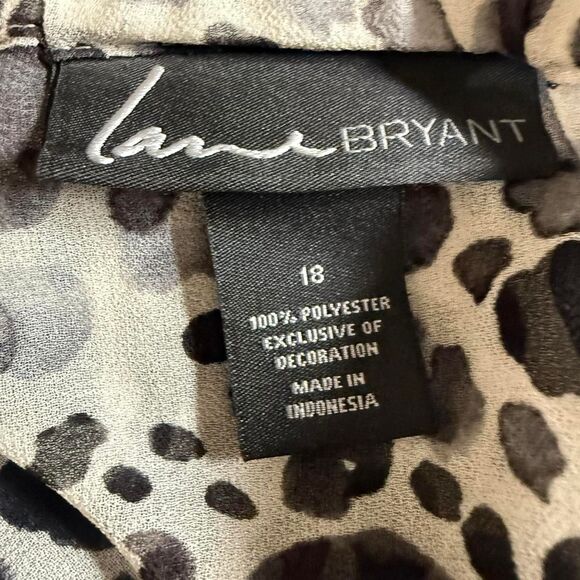 Lane BRYANT
18
100% POLYESTER
EXCLUSIVE OF
DECORATION
MADE IN
INDONESIA